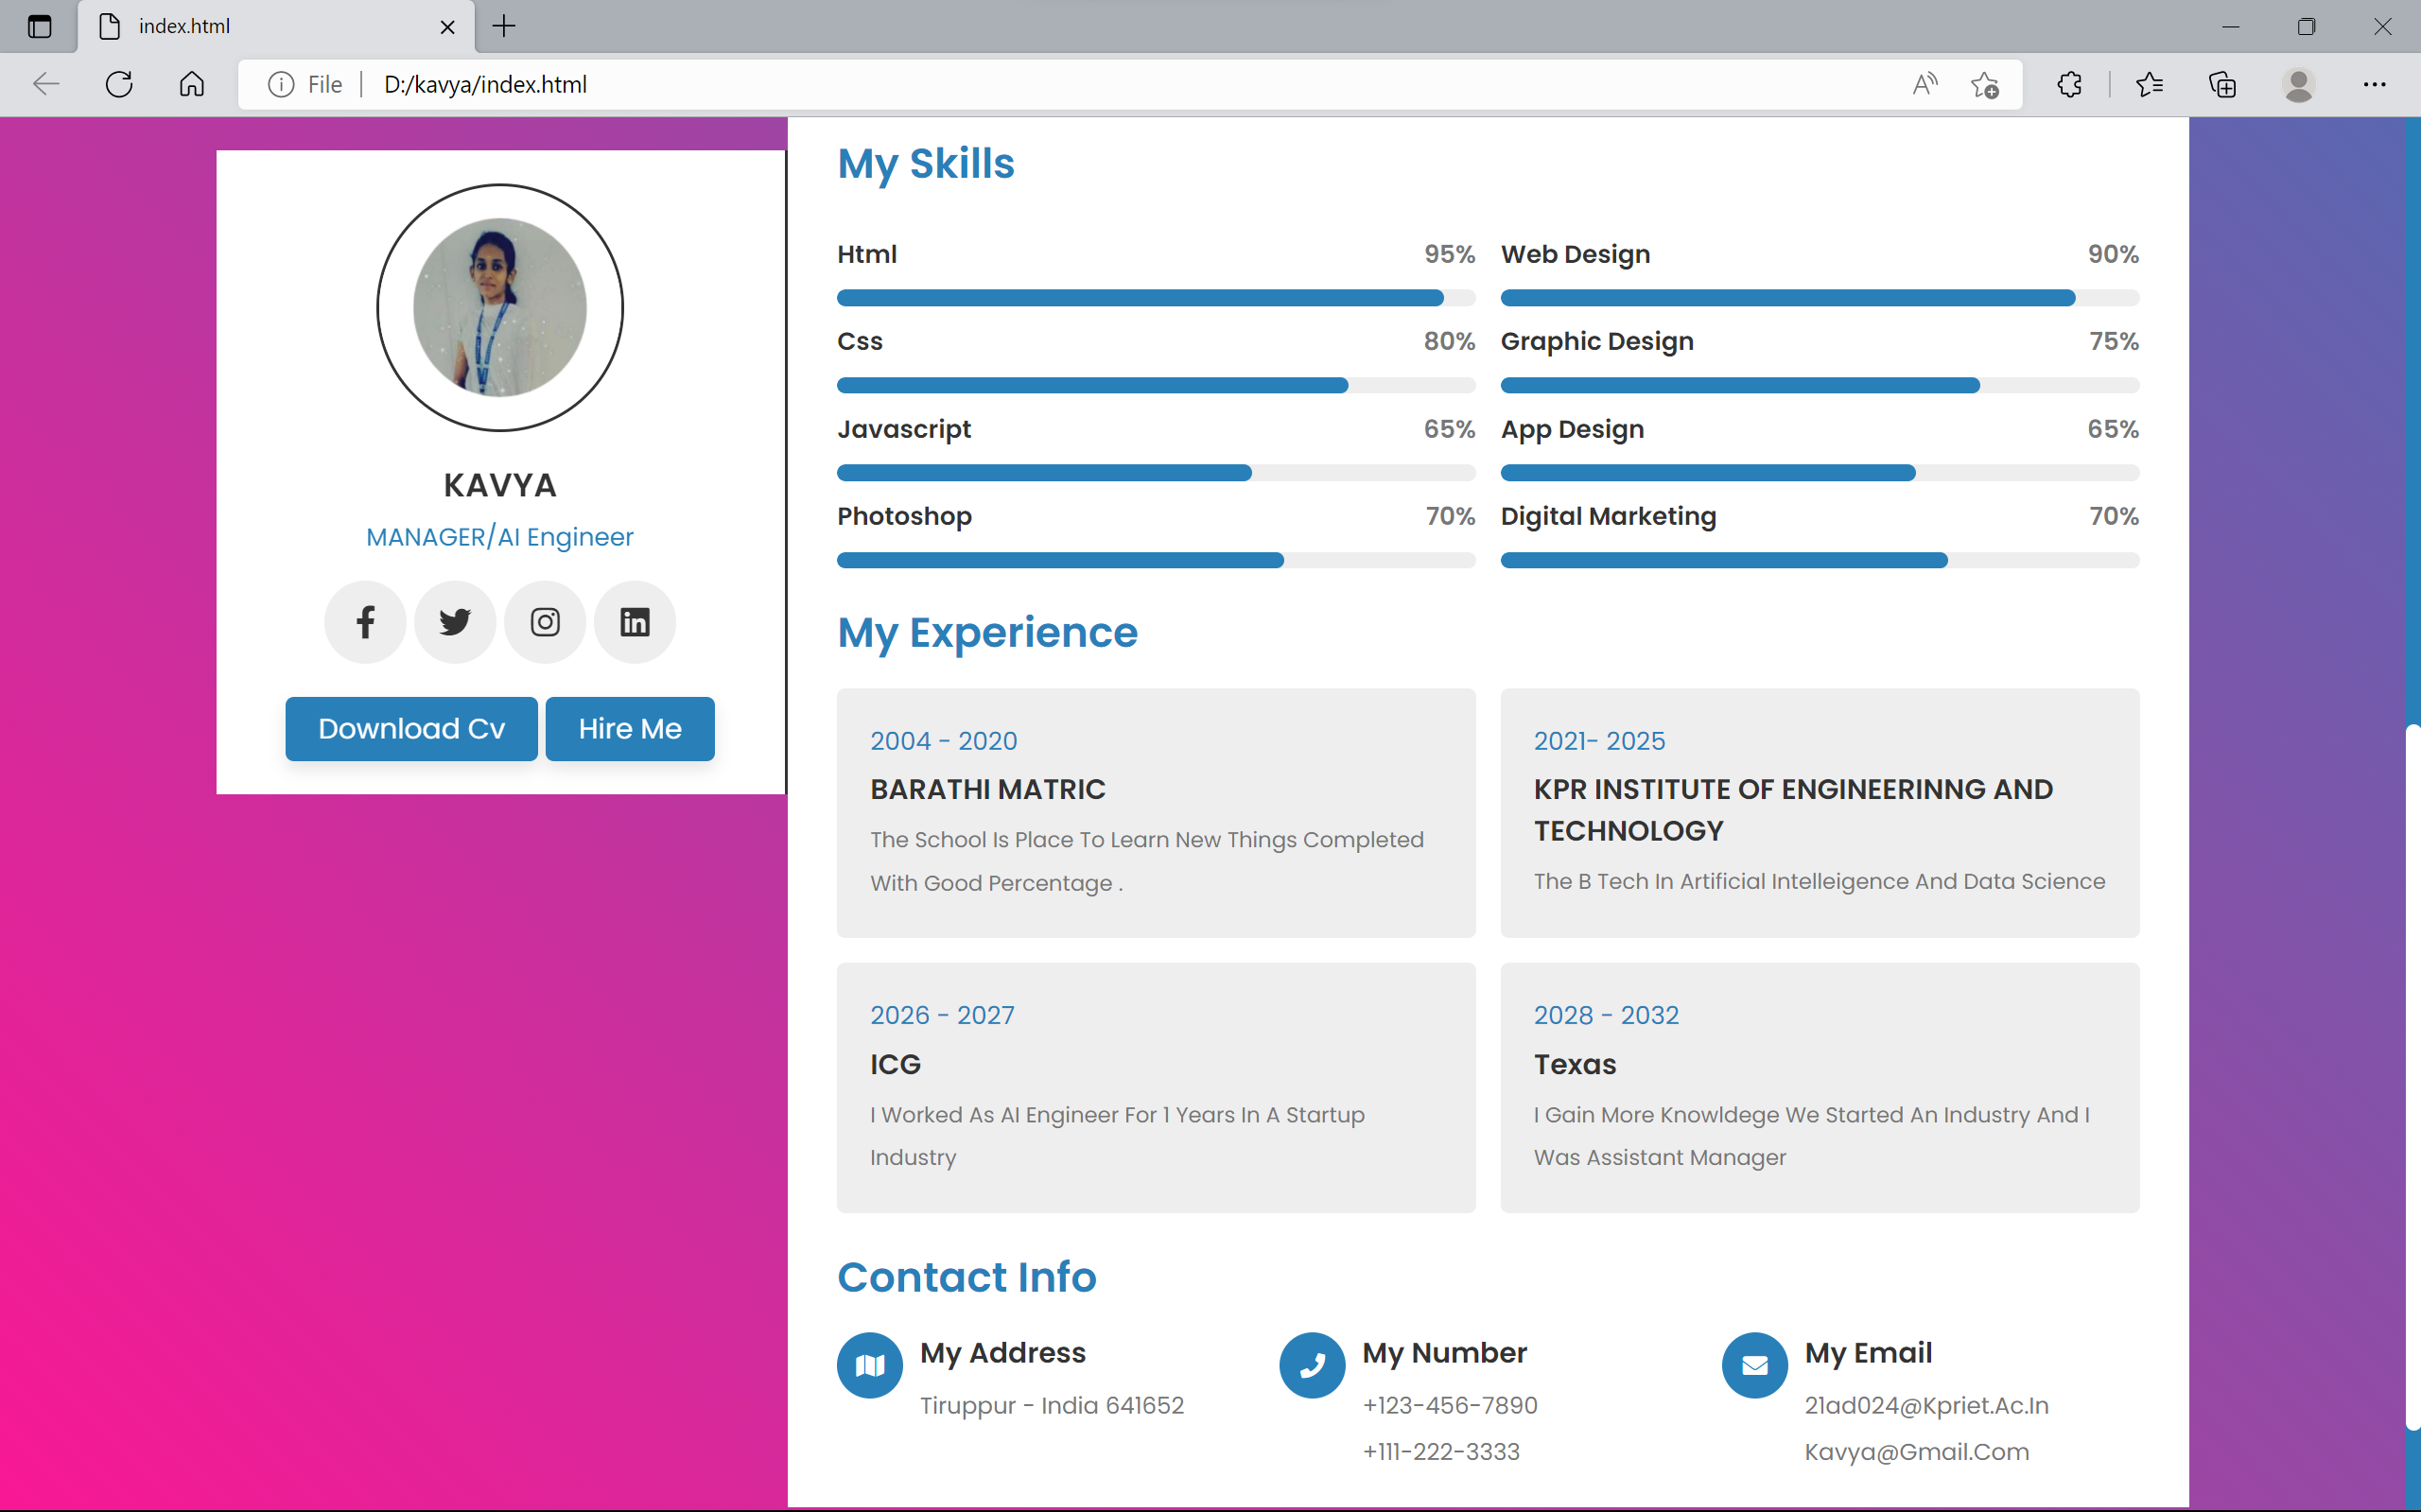 index.html
File
D:/kavya/index.html
KAVYA
MANAGER/AI Engineer
Download Cv
Hire Me
My Skills
Html 95%
Web Design 90%
Css 80%
Graphic Design 75%
Javascript 65%
App Design 65%
Photoshop 70%
Digital Marketing 70%
My Experience
2004 - 2020
BARATHI MATRIC
The School Is Place To Learn New Things Completed
With Good Percentage .
2021- 2025
KPR INSTITUTE OF ENGINEERINNG AND
TECHNOLOGY
The B Tech In Artificial Intelleigence And Data Science
2026 - 2027
ICG
I Worked As AI Engineer For 1 Years In A Startup
Industry
2028 - 2032
Texas
I Gain More Knowldege We Started An Industry And I
Was Assistant Manager
Contact Info
My Address
Tiruppur - India 641652
My Number
+123-456-7890
+111-222-3333
My Email
21ad024@Kpriet.Ac.In
Kavya@Gmail.Com